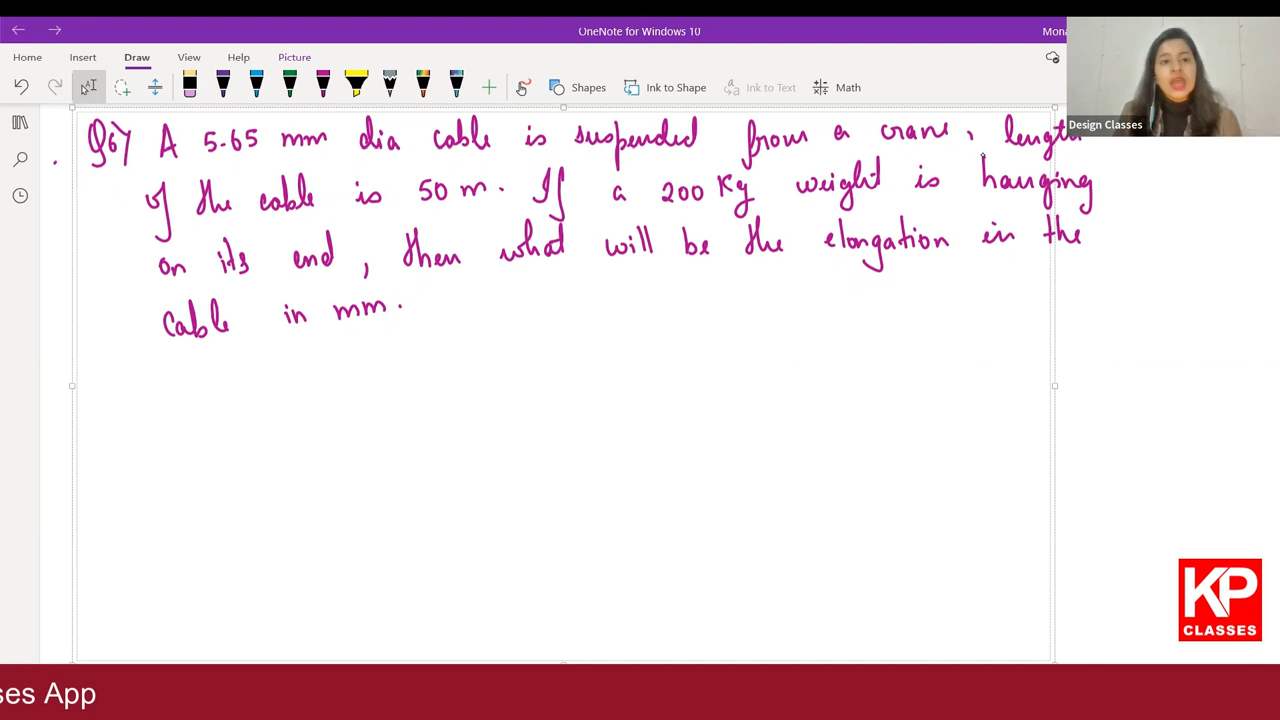 OneNote for Windows 10
Mona
Home Insert Draw View Help Picture
Shapes Ink to Shape Ink to Text Math
Design Classes
Q6) A 5.65 mm dia cable is suspended from a crane, length
of the cable is 50 m. If a 200 Kg weight is hanging
on its end, then what will be the elongation in the
cable in mm.
KP
CLASSES
ses App